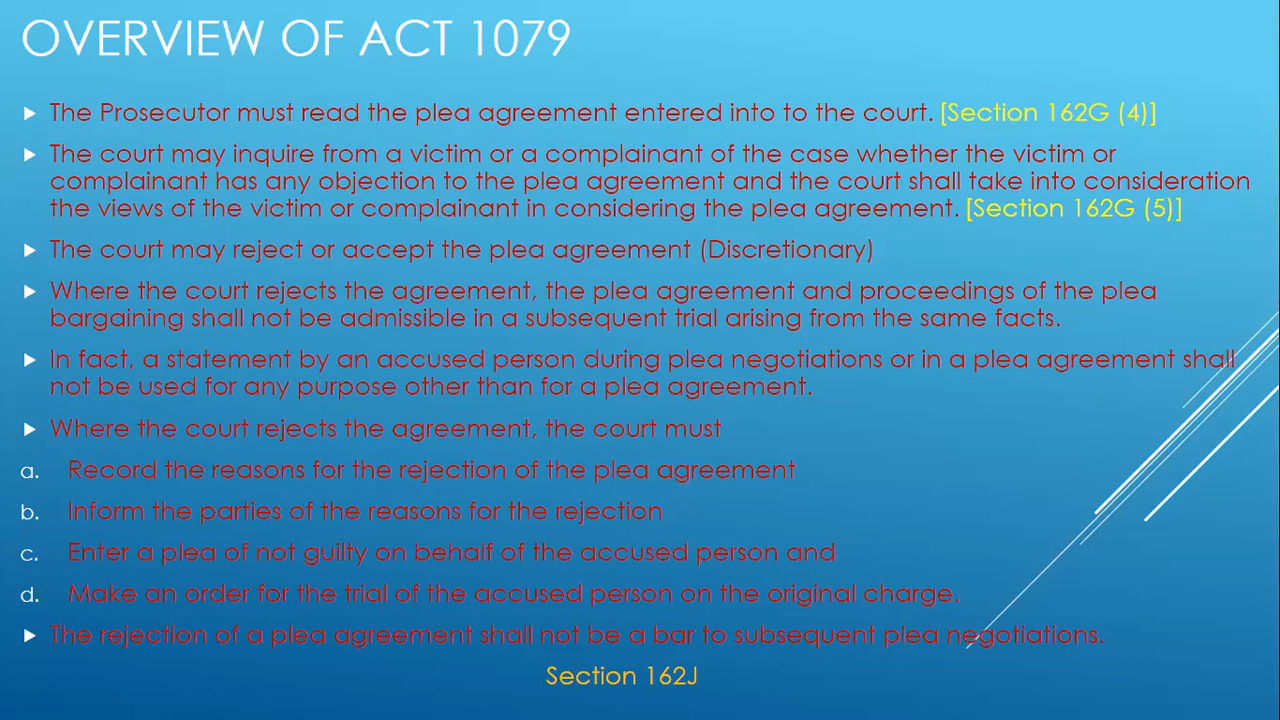 OVERVIEW OF ACT 1079
The Prosecutor must read the plea agreement entered into to the court. [Section 162G (4)]
The court may inquire from a victim or a complainant of the case whether the victim or
complainant has any objection to the plea agreement and the court shall take into consideration
the views of the victim or complainant in considering the plea agreement. [Section 162G (5)]
The court may reject or accept the plea agreement (Discretionary)
Where the court rejects the agreement, the plea agreement and proceedings of the plea
bargaining shall not be admissible in a subsequent trial arising from the same facts.
In fact, a statement by an accused person during plea negotiations or in a plea agreement shall
not be used for any purpose other than for a plea agreement.
Where the court rejects the agreement, the court must
a. Record the reasons for the rejection of the plea agreement
b. Inform the parties of the reasons for the rejection
c. Enter a plea of not guilty on behalf of the accused person and
d. Make an order for the trial of the accused person on the original charge.
The rejection of a plea agreement shall not be a bar to subsequent plea negotiations.
Section 162J